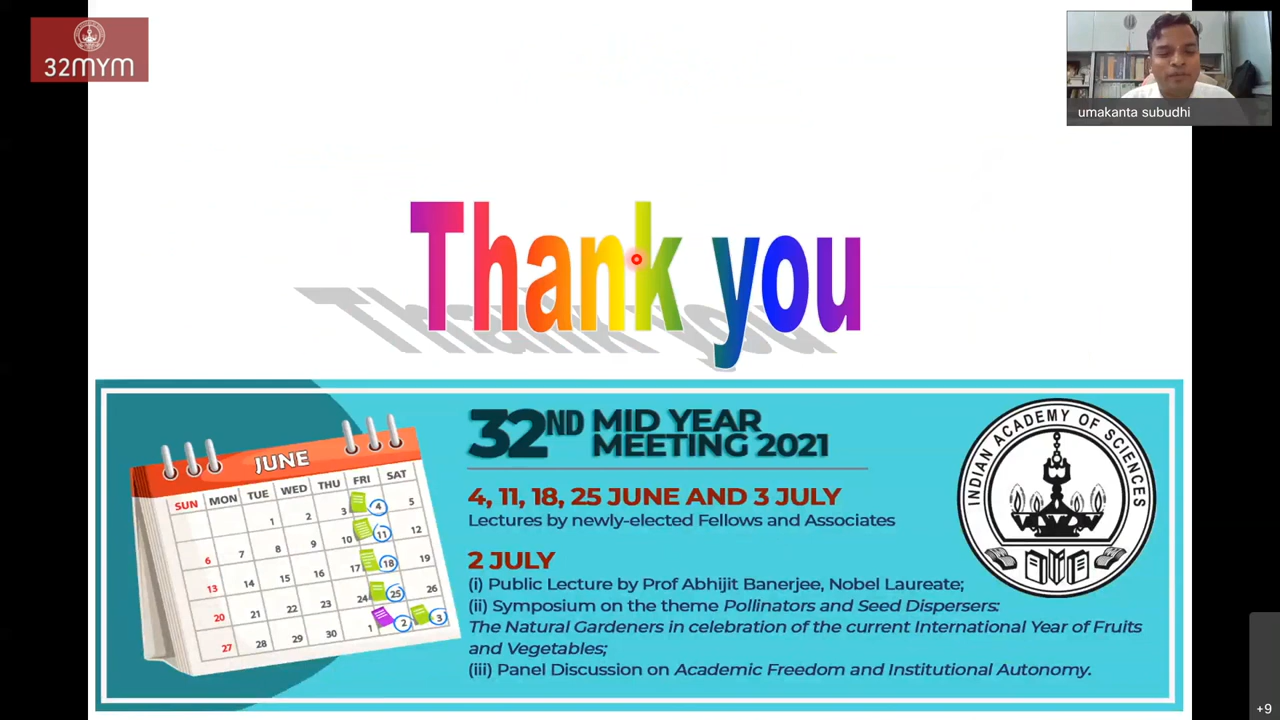 32MYM
umakanta subudhi
Thank you
32ND MID YEAR
MEETING 2021
4, 11, 18, 25 JUNE AND 3 JULY
Lectures by newly-elected Fellows and Associates
2 JULY
(i) Public Lecture by Prof Abhijit Banerjee, Nobel Laureate;
(ii) Symposium on the theme Pollinators and Seed Dispersers:
The Natural Gardeners in celebration of the current International Year of Fruits
and Vegetables;
(iii) Panel Discussion on Academic Freedom and Institutional Autonomy.
JUNE
SUN MON TUE WED THU FRI SAT
1 2 3 4 5
6 7 8 9 10 11 12
13 14 15 16 17 18 19
20 21 22 23 24 25 26
27 28 29 30 1 2 3
INDIAN ACADEMY OF SCIENCES
+9